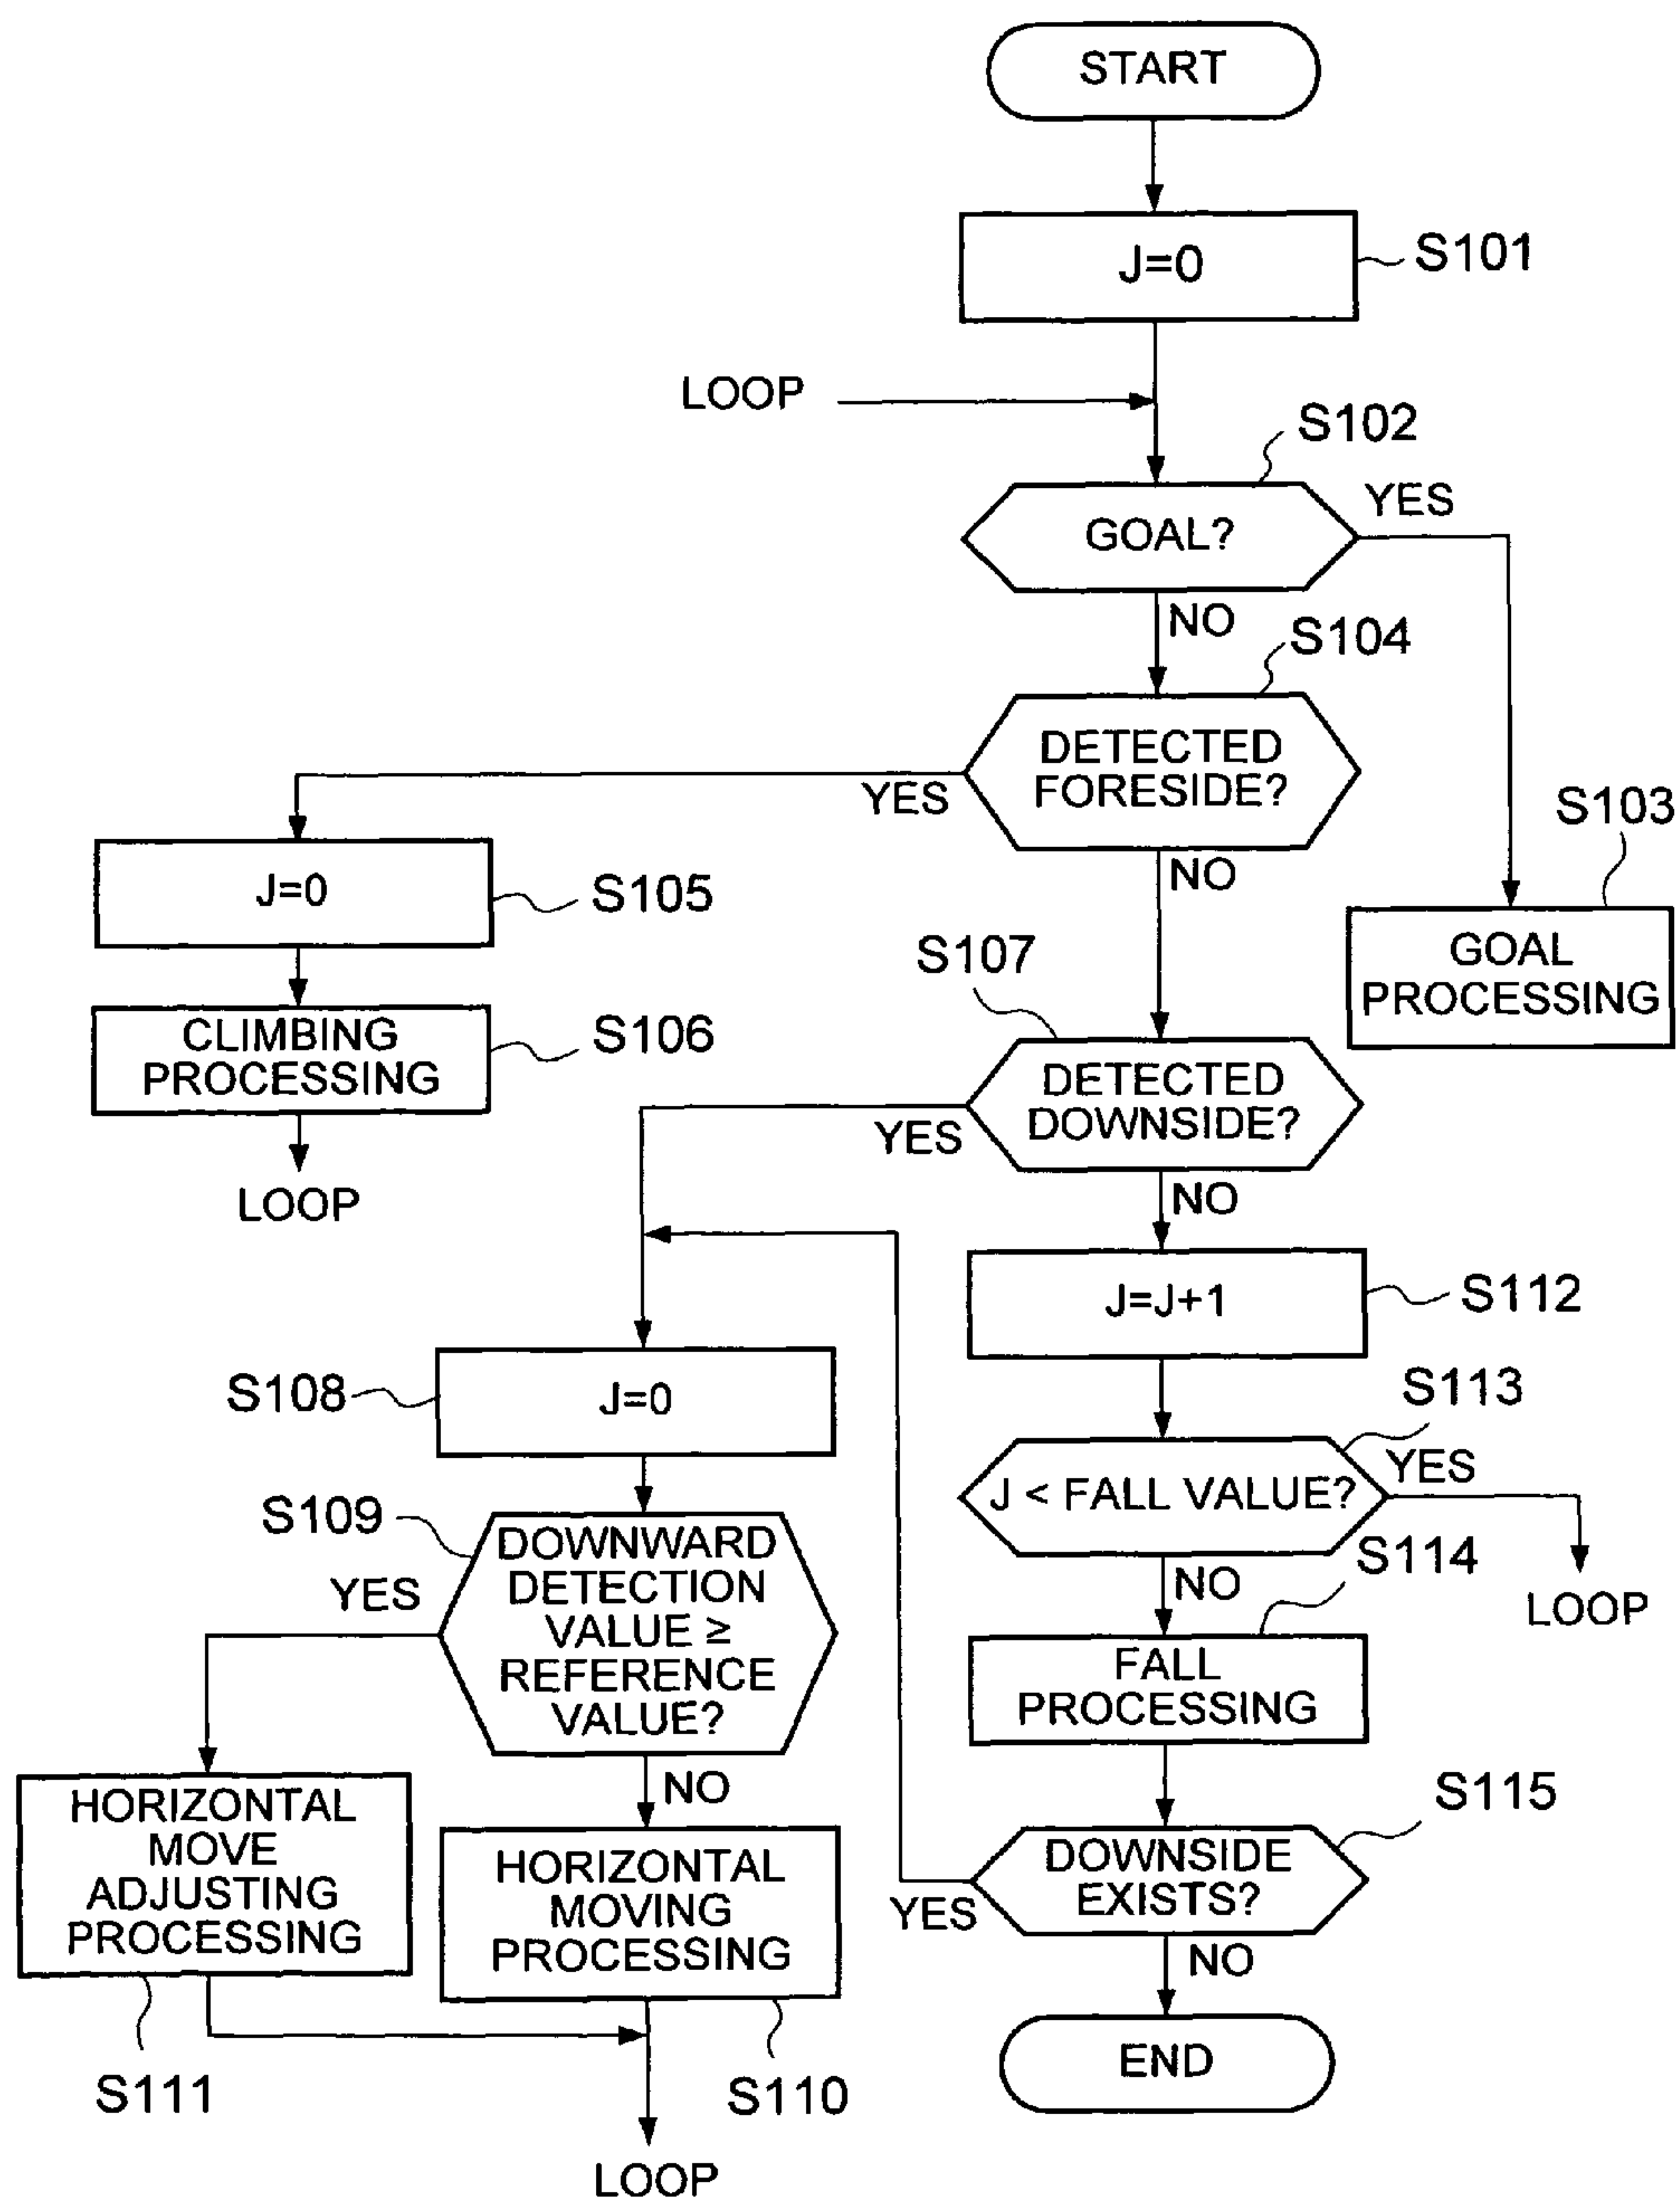 START
J=0
S101
LOOP
S102
GOAL?
YES
NO
S104
DETECTED
FORESIDE?
YES
NO
S103
GOAL
PROCESSING
J=0
S105
CLIMBING
PROCESSING
S106
LOOP
S107
DETECTED
DOWNSIDE?
YES
NO
J=J+1
S112
S108
J=0
S113
J < FALL VALUE?
YES
LOOP
NO
S114
S109
DOWNWARD
DETECTION
VALUE ≥
REFERENCE
VALUE?
YES
NO
FALL
PROCESSING
S115
DOWNSIDE
EXISTS?
YES
NO
HORIZONTAL
MOVE
ADJUSTING
PROCESSING
S111
HORIZONTAL
MOVING
PROCESSING
S110
LOOP
END